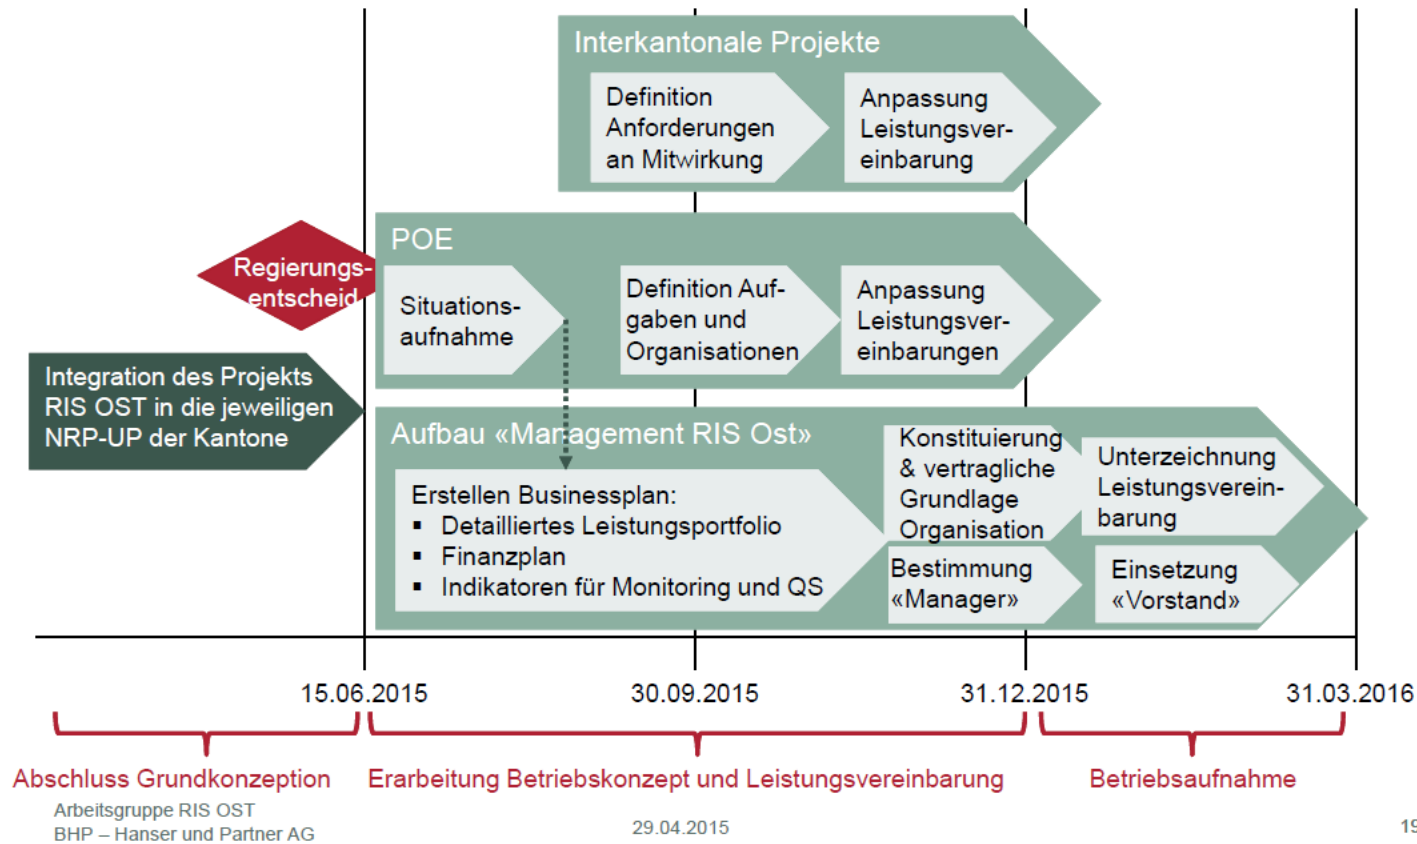 Interkantonale Projekte
Definition
Anforderungen
an Mitwirkung
Anpassung
Leistungsver-
einbarung
Regierungs-
entscheid
POE
Situations-
aufnahme
Definition Auf-
gaben und
Organisationen
Anpassung
Leistungsver-
einbarungen
Integration des Projekts
RIS OST in die jeweiligen
NRP-UP der Kantone
Aufbau «Management RIS Ost»
Erstellen Businessplan:
▪ Detailliertes Leistungsportfolio
▪ Finanzplan
▪ Indikatoren für Monitoring und QS
Konstituierung
& vertragliche
Grundlage
Organisation
Unterzeichnung
Leistungsverein-
barung
Bestimmung
«Manager»
Einsetzung
«Vorstand»
15.06.2015
30.09.2015
31.12.2015
31.03.2016
Abschluss Grundkonzeption
Erarbeitung Betriebskonzept und Leistungsvereinbarung
Betriebsaufnahme
Arbeitsgruppe RIS OST
BHP – Hanser und Partner AG
29.04.2015
19